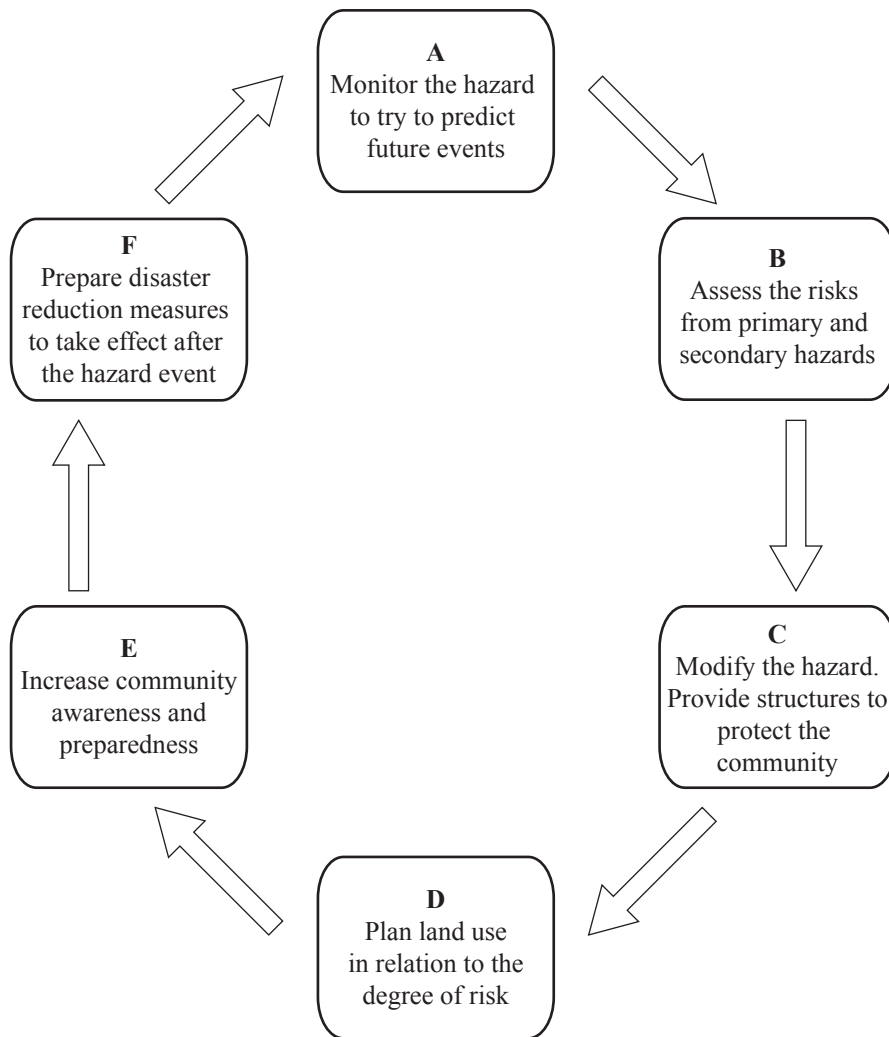 A
Monitor the hazard
to try to predict
future events
B
Assess the risks
from primary and
secondary hazards
C
Modify the hazard.
Provide structures to
protect the
community
D
Plan land use
in relation to the
degree of risk
E
Increase community
awareness and
preparedness
F
Prepare disaster
reduction measures
to take effect after
the hazard event